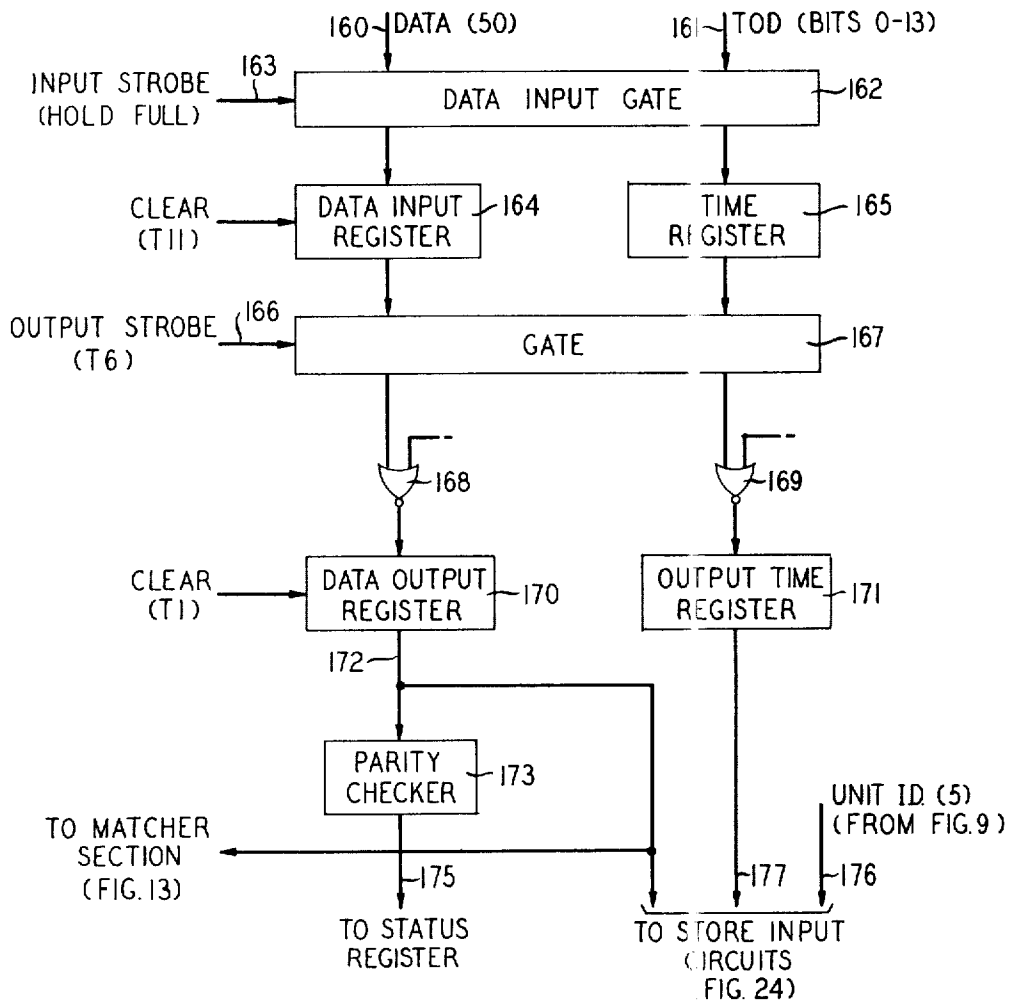 160 DATA (50)
161 TOD (BITS 0-13)
INPUT STROBE
(HOLD FULL)
163
DATA INPUT GATE
162
CLEAR
(T11)
DATA INPUT
REGISTER
164
TIME
REGISTER
165
OUTPUT STROBE
(T6)
166
GATE
167
168
169
CLEAR
(T1)
DATA OUTPUT
REGISTER
170
OUTPUT TIME
REGISTER
171
172
PARITY
CHECKER
173
UNIT I.D. (5)
(FROM FIG. 9)
TO MATCHER
SECTION
(FIG. 13)
175
177
176
TO STATUS
REGISTER
TO STORE INPUT
CIRCUITS
FIG. 24)